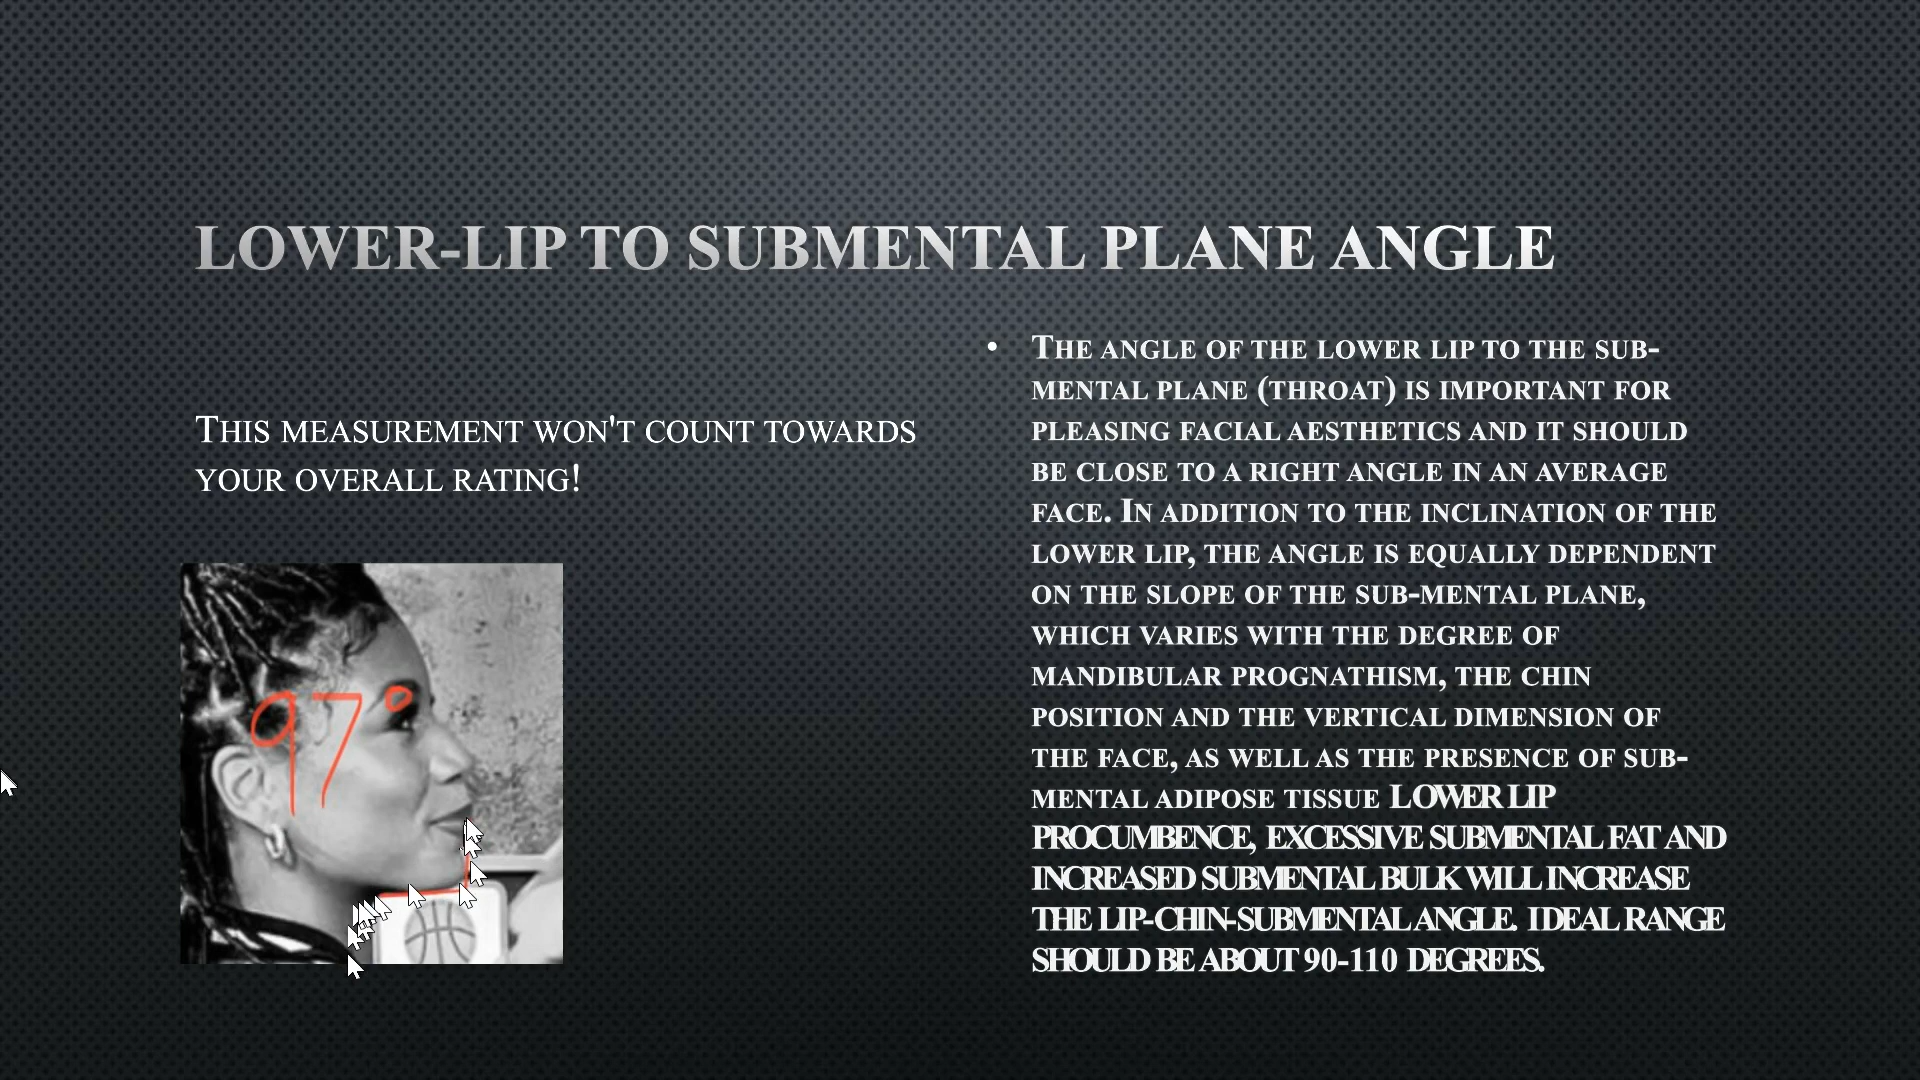 LOWER-LIP TO SUBMENTAL PLANE ANGLE
THIS MEASUREMENT WON'T COUNT TOWARDS
YOUR OVERALL RATING!
97°
• THE ANGLE OF THE LOWER LIP TO THE SUB-
MENTAL PLANE (THROAT) IS IMPORTANT FOR
PLEASING FACIAL AESTHETICS AND IT SHOULD
BE CLOSE TO A RIGHT ANGLE IN AN AVERAGE
FACE. IN ADDITION TO THE INCLINATION OF THE
LOWER LIP, THE ANGLE IS EQUALLY DEPENDENT
ON THE SLOPE OF THE SUB-MENTAL PLANE,
WHICH VARIES WITH THE DEGREE OF
MANDIBULAR PROGNATHISM, THE CHIN
POSITION AND THE VERTICAL DIMENSION OF
THE FACE, AS WELL AS THE PRESENCE OF SUB-
MENTAL ADIPOSE TISSUE LOWER LIP
PROCUMBENCE, EXCESSIVE SUBMENTAL FAT AND
INCREASED SUBMENTAL BULK WILL INCREASE
THE LIP-CHIN-SUBMENTAL ANGLE. IDEAL RANGE
SHOULD BE ABOUT 90-110 DEGREES.